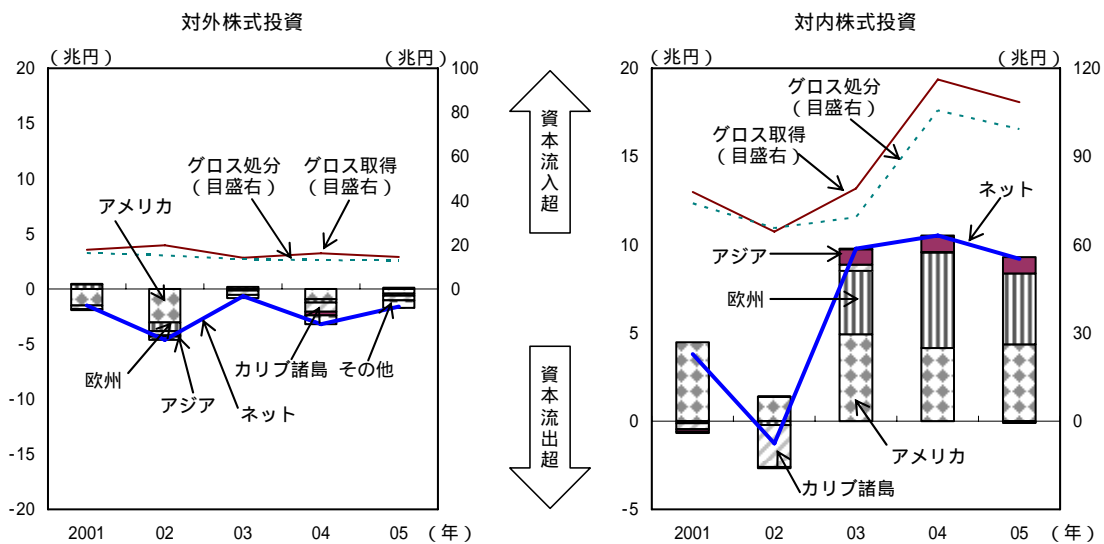 対外株式投資
（兆円）
（兆円）
20
15
10
5
0
-5
-10
-15
-20
100
80
60
40
20
0
グロス処分
（目盛右）
グロス取得
（目盛右）
アメリカ
欧州
アジア
ネット
カリブ諸島
その他
2001
02
03
04
05
（年）
資本流入超
資本流出超
対内株式投資
（兆円）
（兆円）
20
15
10
5
0
-5
120
90
60
30
0
グロス処分
（目盛右）
グロス取得
（目盛右）
ネット
アジア
欧州
アメリカ
カリブ諸島
2001
02
03
04
05
（年）